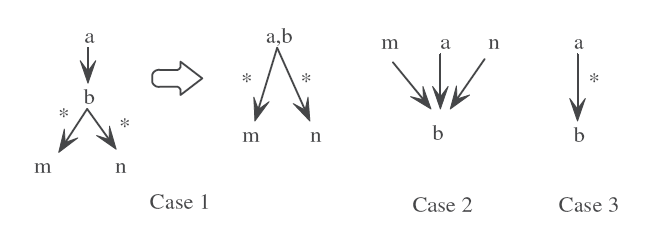 a
b
* *
m n
a,b
* *
m n
Case 1
m a n
b
Case 2
a
*
b
Case 3